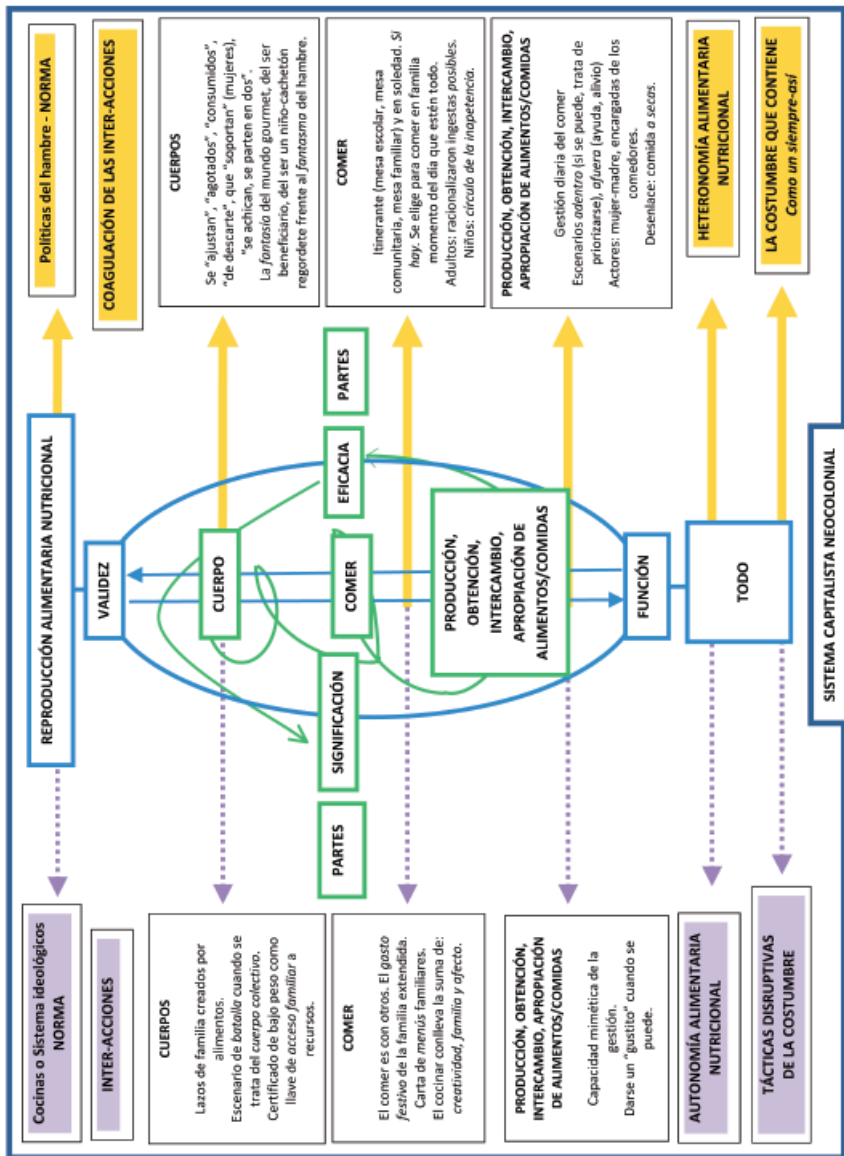 Cocinas o Sistema ideológicos
NORMA
INTER-ACCIONES
CUERPOS
Lazos de familia creados por
alimentos.
Escenario de batalla cuando se
trata del cuerpo colectivo.
Certificado de bajo peso como
llave de acceso familiar a
recursos.
COMER
El comer es con otros. El gasto
festivo de la familia extendida.
Carta de menús familiares.
El cocinar conlleva la suma de:
creatividad, familia y afecto.
PRODUCCIÓN, OBTENCIÓN,
INTERCAMBIO, APROPIACIÓN
DE ALIMENTOS/COMIDAS
Capacidad mimética de la
gestión.
Darse un "gustito" cuando se
puede.
AUTONOMÍA ALIMENTARIA
NUTRICIONAL
TÁCTICAS DISRUPTIVAS
DE LA COSTUMBRE
REPRODUCCIÓN ALIMENTARIA NUTRICIONAL
VALIDEZ
CUERPO
PARTES
SIGNIFICACIÓN
COMER
EFICACIA
PARTES
PRODUCCIÓN,
OBTENCIÓN,
INTERCAMBIO,
APROPIACIÓN DE
ALIMENTOS/COMIDAS
FUNCIÓN
TODO
SISTEMA CAPITALISTA NEOCOLONIAL
Políticas del hambre - NORMA
COAGULACIÓN DE LAS INTER-ACCIONES
CUERPOS
Se "ajustan", "agotados", "consumidos",
"de descarte", que "soportan" (mujeres),
"se achican, se parten en dos".
La fantasía del mundo gourmet, del ser
beneficiario, del ser un niño-cachetón
regordete frente al fantasma del hambre.
COMER
Itinerante (mesa escolar, mesa
comunitaria, mesa familiar) y en soledad. Si
hay. Se elige para comer en familia
momento del día que estén todo.
Adultos: racionalizaron ingestas posibles.
Niños: círculo de la inapetencia.
PRODUCCIÓN, OBTENCIÓN, INTERCAMBIO,
APROPIACIÓN DE ALIMENTOS/COMIDAS
Gestión diaria del comer
Escenarios adentro (si se puede, trata de
priorizarse), afuera (ayuda, alivio)
Actores: mujer-madre, encargadas de los
comedores.
Desenlace: comida a secas.
HETERONOMÍA ALIMENTARIA
NUTRICIONAL
LA COSTUMBRE QUE CONTIENE
Como un siempre-así